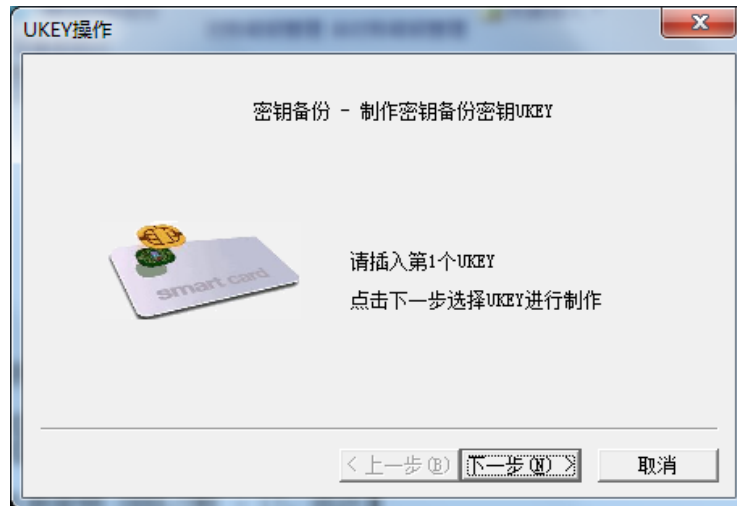 UKEY操作
密钥备份 - 制作密钥备份密钥UKEY
smart card
请插入第1个UKEY
点击下一步选择UKEY进行制作
< 上一步(B)
下一步(N) >
取消